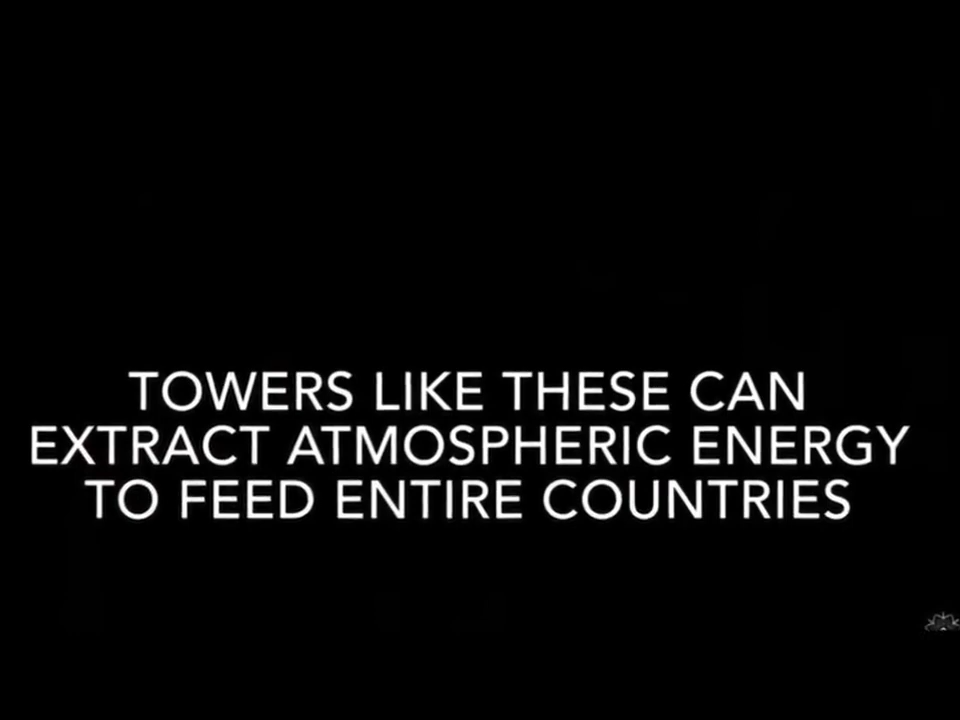 TOWERS LIKE THESE CAN
EXTRACT ATMOSPHERIC ENERGY
TO FEED ENTIRE COUNTRIES